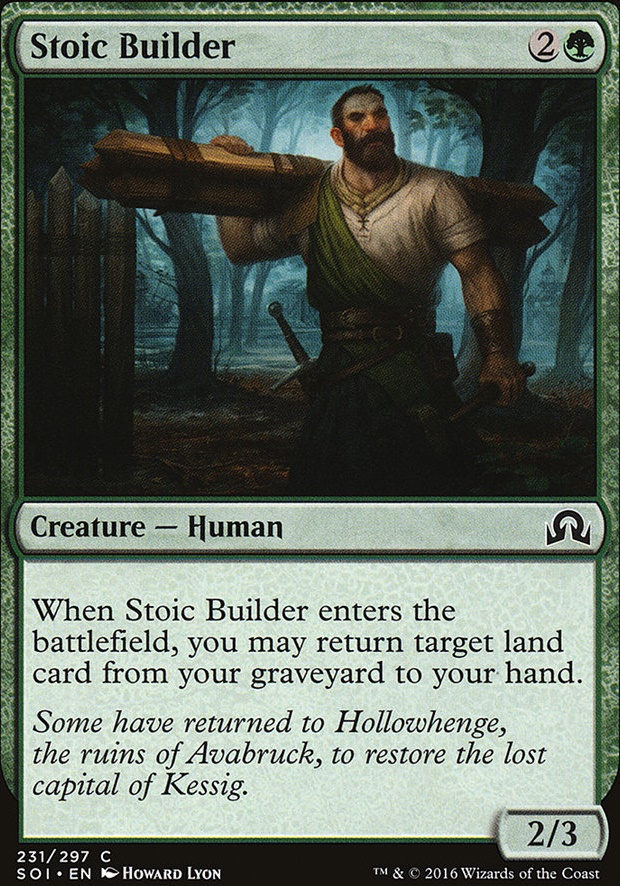 Stoic Builder 2
Creature — Human
When Stoic Builder enters the
battlefield, you may return target land
card from your graveyard to your hand.
Some have returned to Hollowhenge,
the ruins of Avabruck, to restore the lost
capital of Kessig.
2/3
231/297 C
SOI • EN Howard Lyon
™ & © 2016 Wizards of the Coast